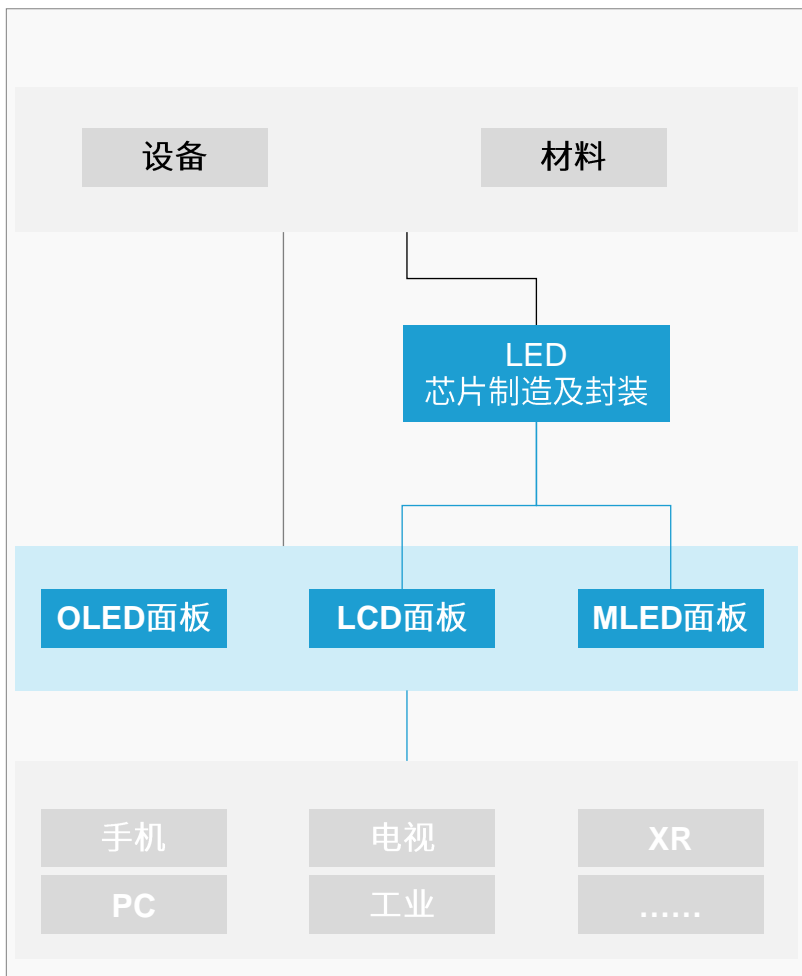 设备
材料
LED
芯片制造及封装
OLED面板
LCD面板
MLED面板
手机
电视
XR
PC
工业
......